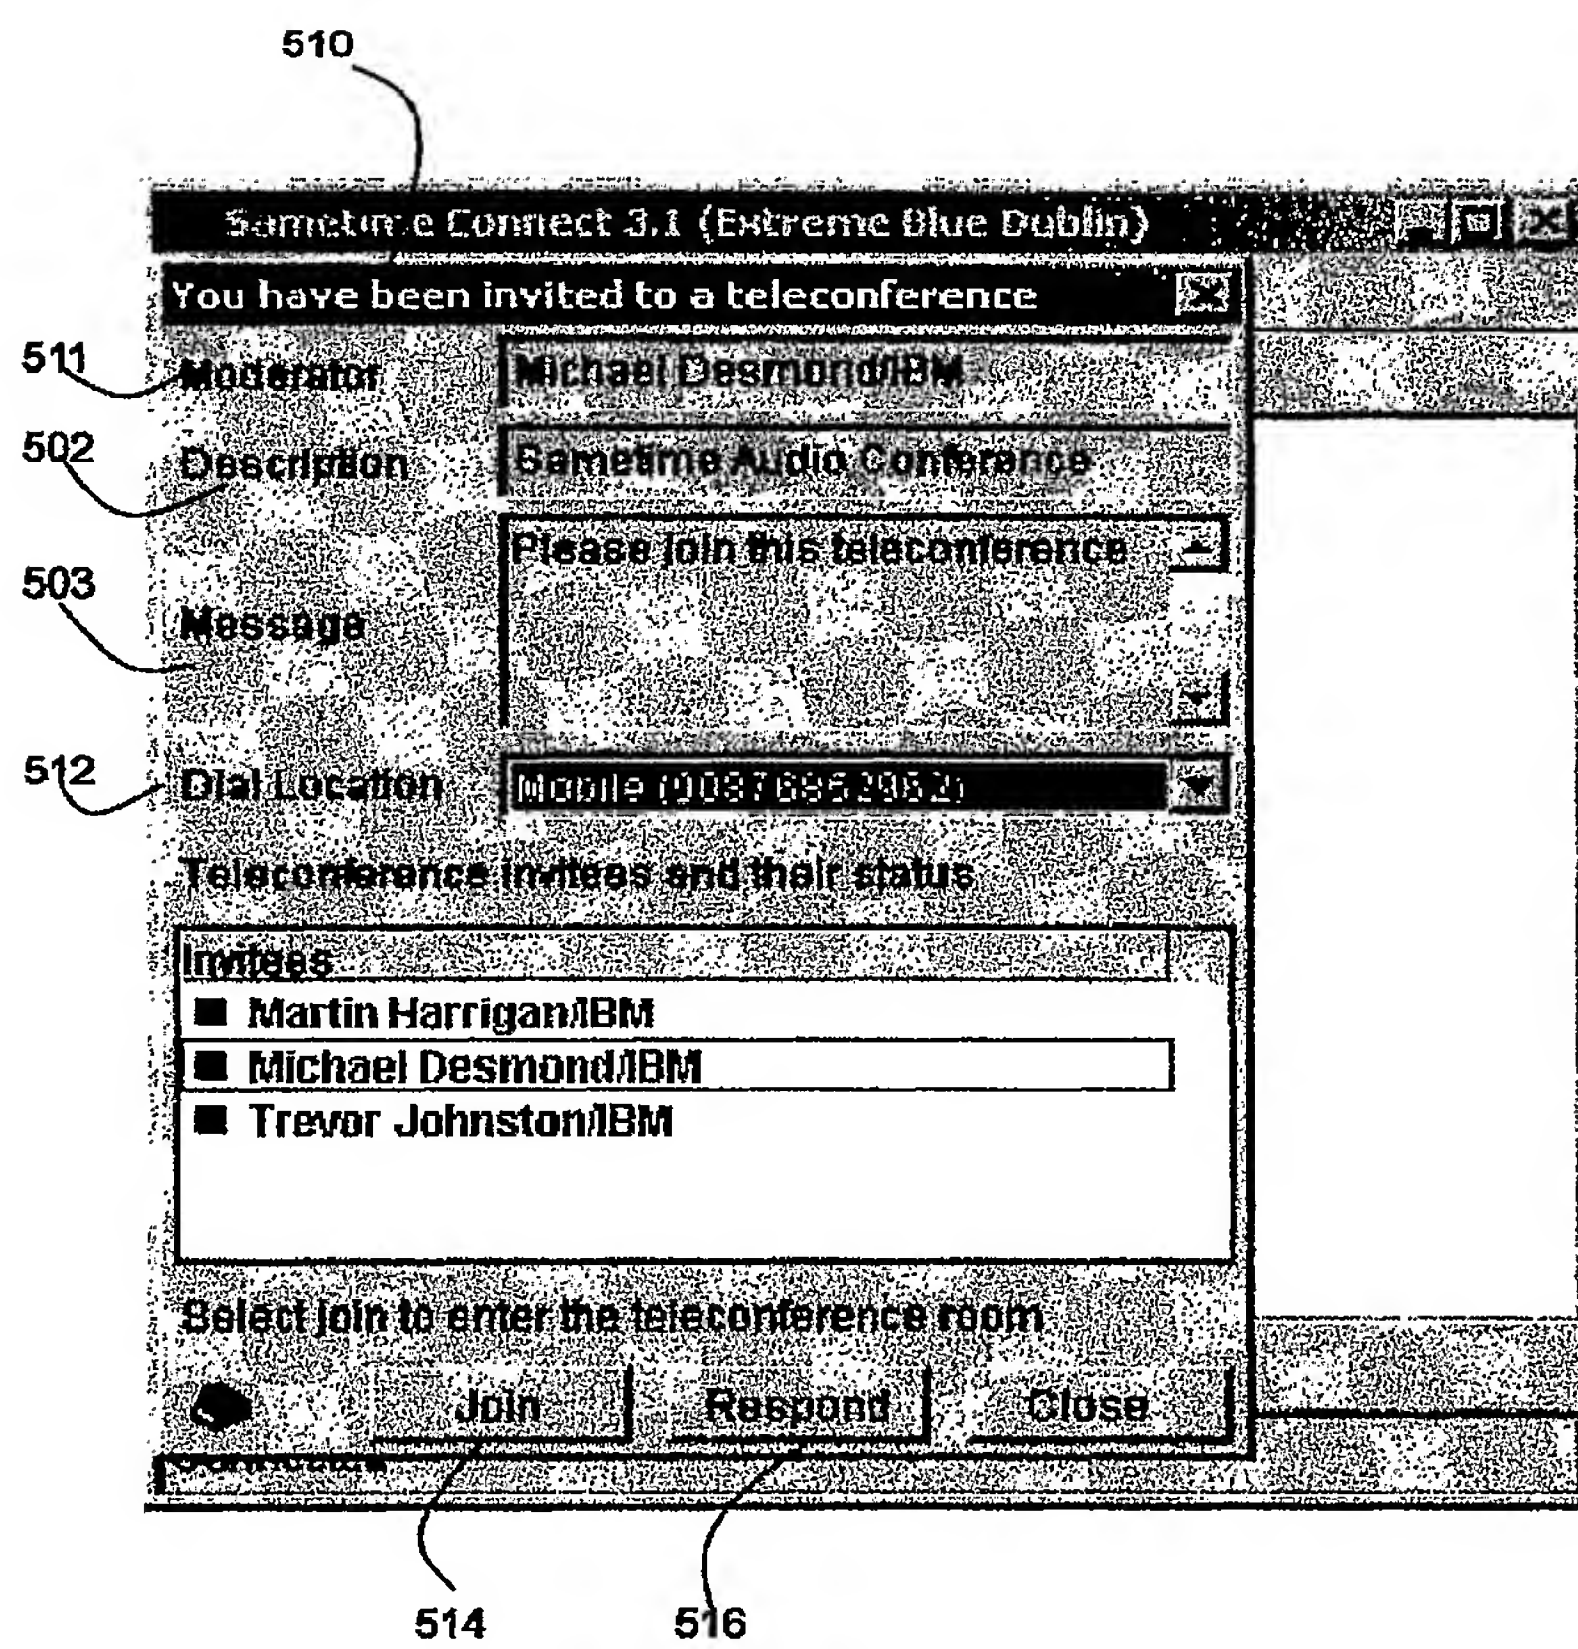 510
Sametime Connect 3.1 (Extreme Blue Dublin)
You have been invited to a teleconference
511 Moderator Michael Desmond/IBM
502 Description Sametime Audio Conference
Please join this teleconference
503 Message
512 Dial Location Mobile
Teleconference invitees and their status
Invitees
Martin Harrigan/IBM
Michael Desmond/IBM
Trevor Johnston/IBM
Select join to enter the teleconference room
Join Respond Close
514 516